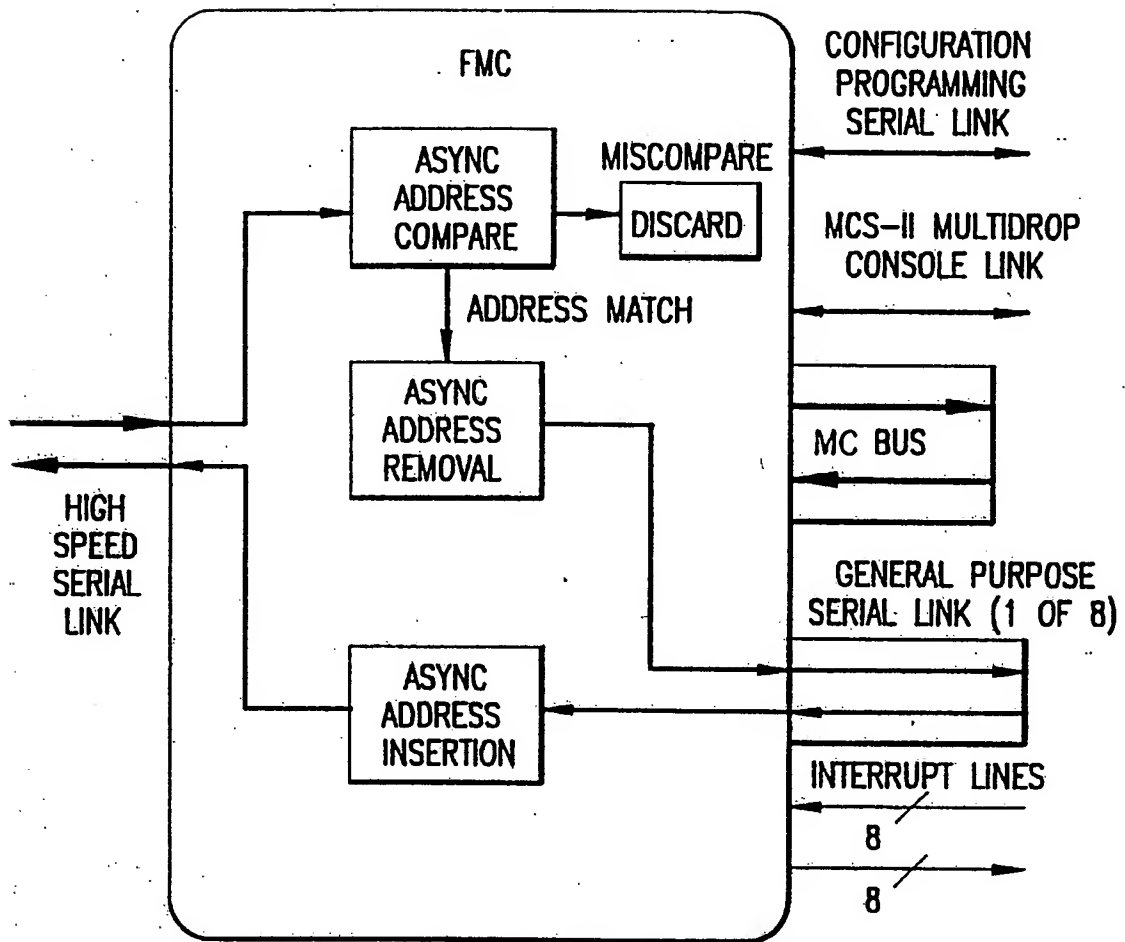 FMC
CONFIGURATION
PROGRAMMING
SERIAL LINK
ASYNC
ADDRESS
COMPARE
MISCOMPARE
DISCARD
MCS-II MULTIDROP
CONSOLE LINK
ADDRESS MATCH
ASYNC
ADDRESS
REMOVAL
MC BUS
HIGH
SPEED
SERIAL
LINK
GENERAL PURPOSE
SERIAL LINK (1 OF 8)
ASYNC
ADDRESS
INSERTION
INTERRUPT LINES
8
8